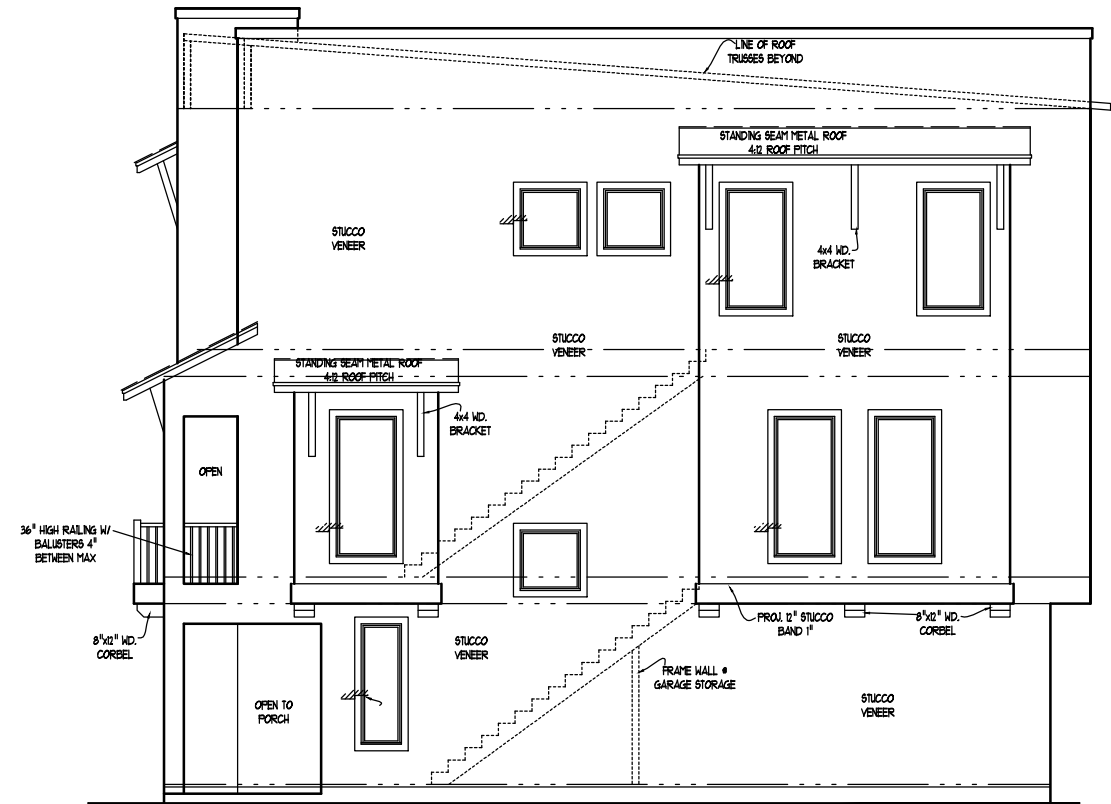 LINE OF ROOF
TRUSSES BEYOND
STANDING SEAM METAL ROOF
4:12 ROOF PITCH
STUCCO
VENEER
4x4 WD.
BRACKET
STUCCO
VENEER
STUCCO
VENEER
STANDING SEAM METAL ROOF
4:12 ROOF PITCH
4x4 WD.
BRACKET
OPEN
36" HIGH RAILING W/
BALUSTERS 4"
BETWEEN MAX
PROJ. 12" STUCCO
BAND 1"
8"x12" WD.
CORBEL
8"x12" WD.
CORBEL
STUCCO
VENEER
FRAME WALL @
GARAGE STORAGE
OPEN TO
PORCH
STUCCO
VENEER